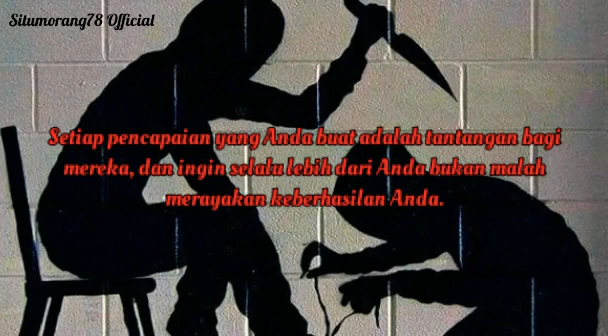 Situmorang78 Official
Setiap pencapaian yang Anda buat adalah tantangan bagi
mereka, dan ingin selalu lebih dari Anda bukan malah
merayakan keberhasilan Anda.